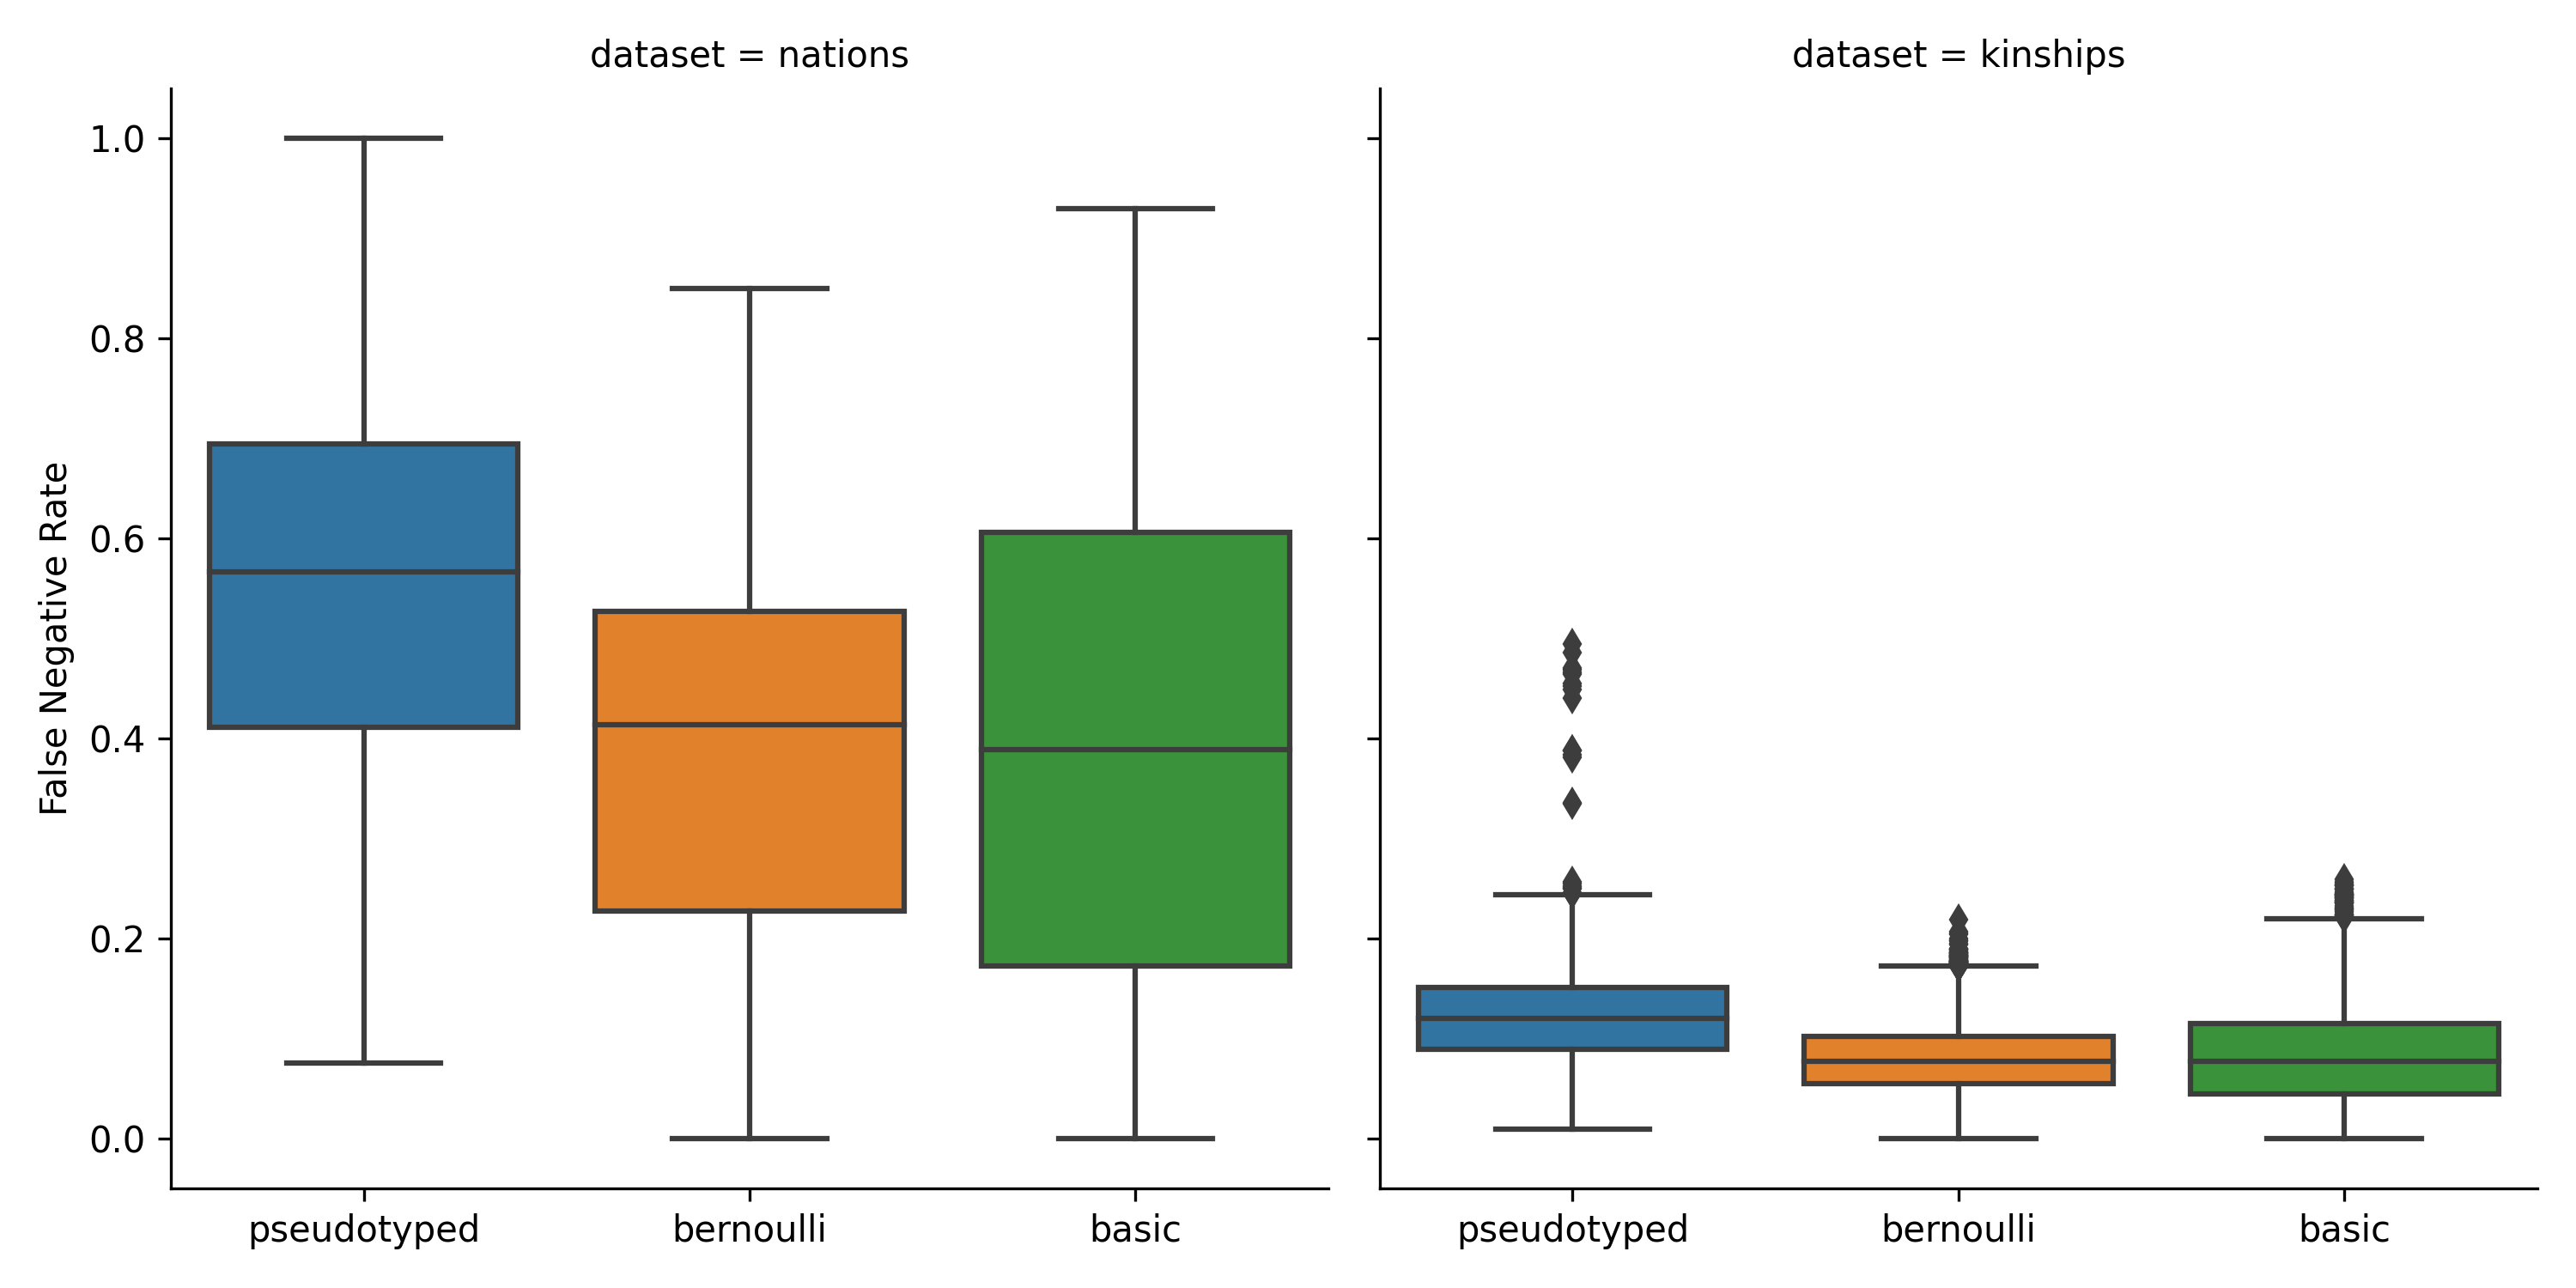 dataset = nations
dataset = kinships
False Negative Rate
1.0
0.8
0.6
0.4
0.2
0.0
pseudotyped
bernoulli
basic
pseudotyped
bernoulli
basic